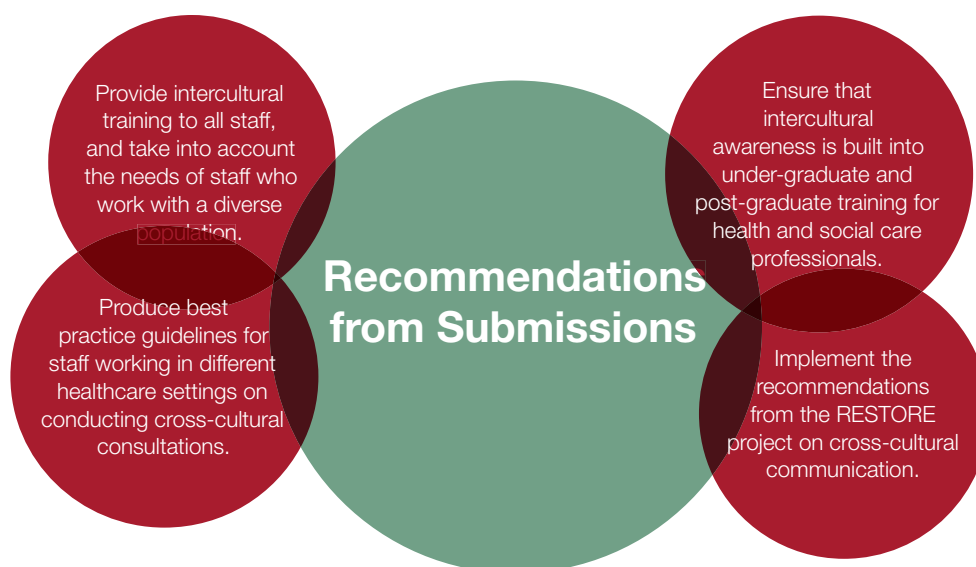 Provide intercultural
training to all staff,
and take into account
the needs of staff who
work with a diverse
population.
Produce best
practice guidelines for
staff working in different
healthcare settings on
conducting cross-cultural
consultations.
Recommendations
from Submissions
Ensure that
intercultural
awareness is built into
under-graduate and
post-graduate training for
health and social care
professionals.
Implement the
recommendations
from the RESTORE
project on cross-cultural
communication.